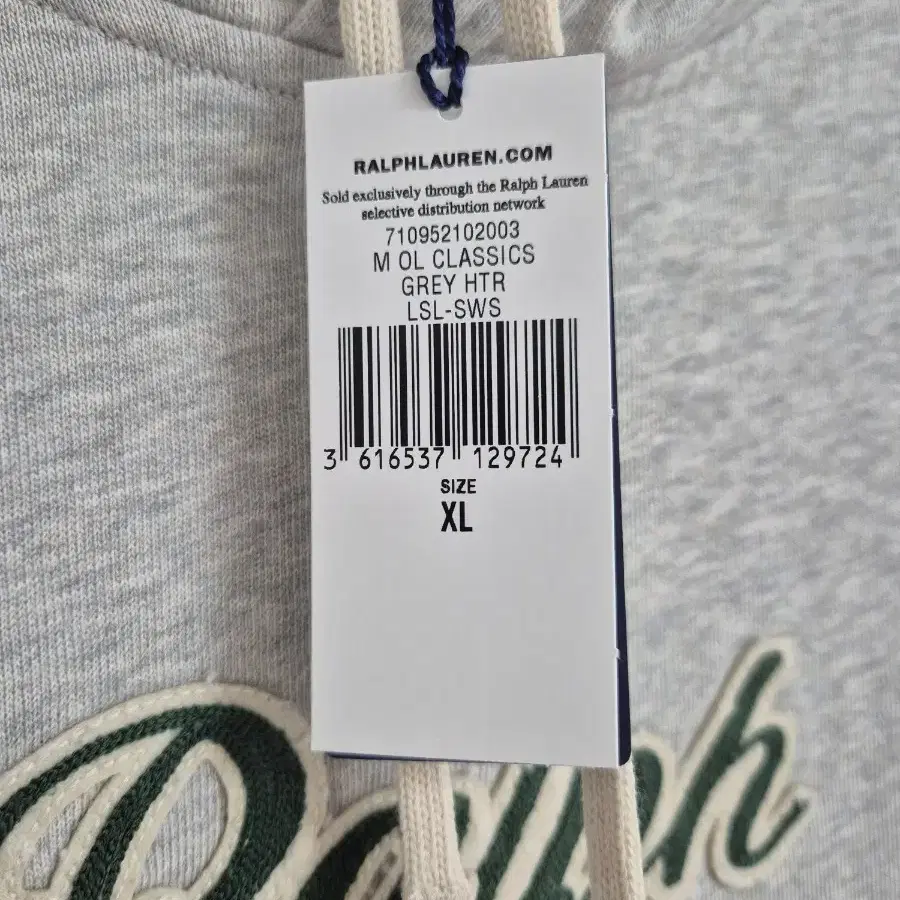 RALPHLAUREN.COM
Sold exclusively through the Ralph Lauren
selective distribution network
710952102003
M OL CLASSICS
GREY HTR
LSL-SWS
3 616537 129724
SIZE
XL
Ralph